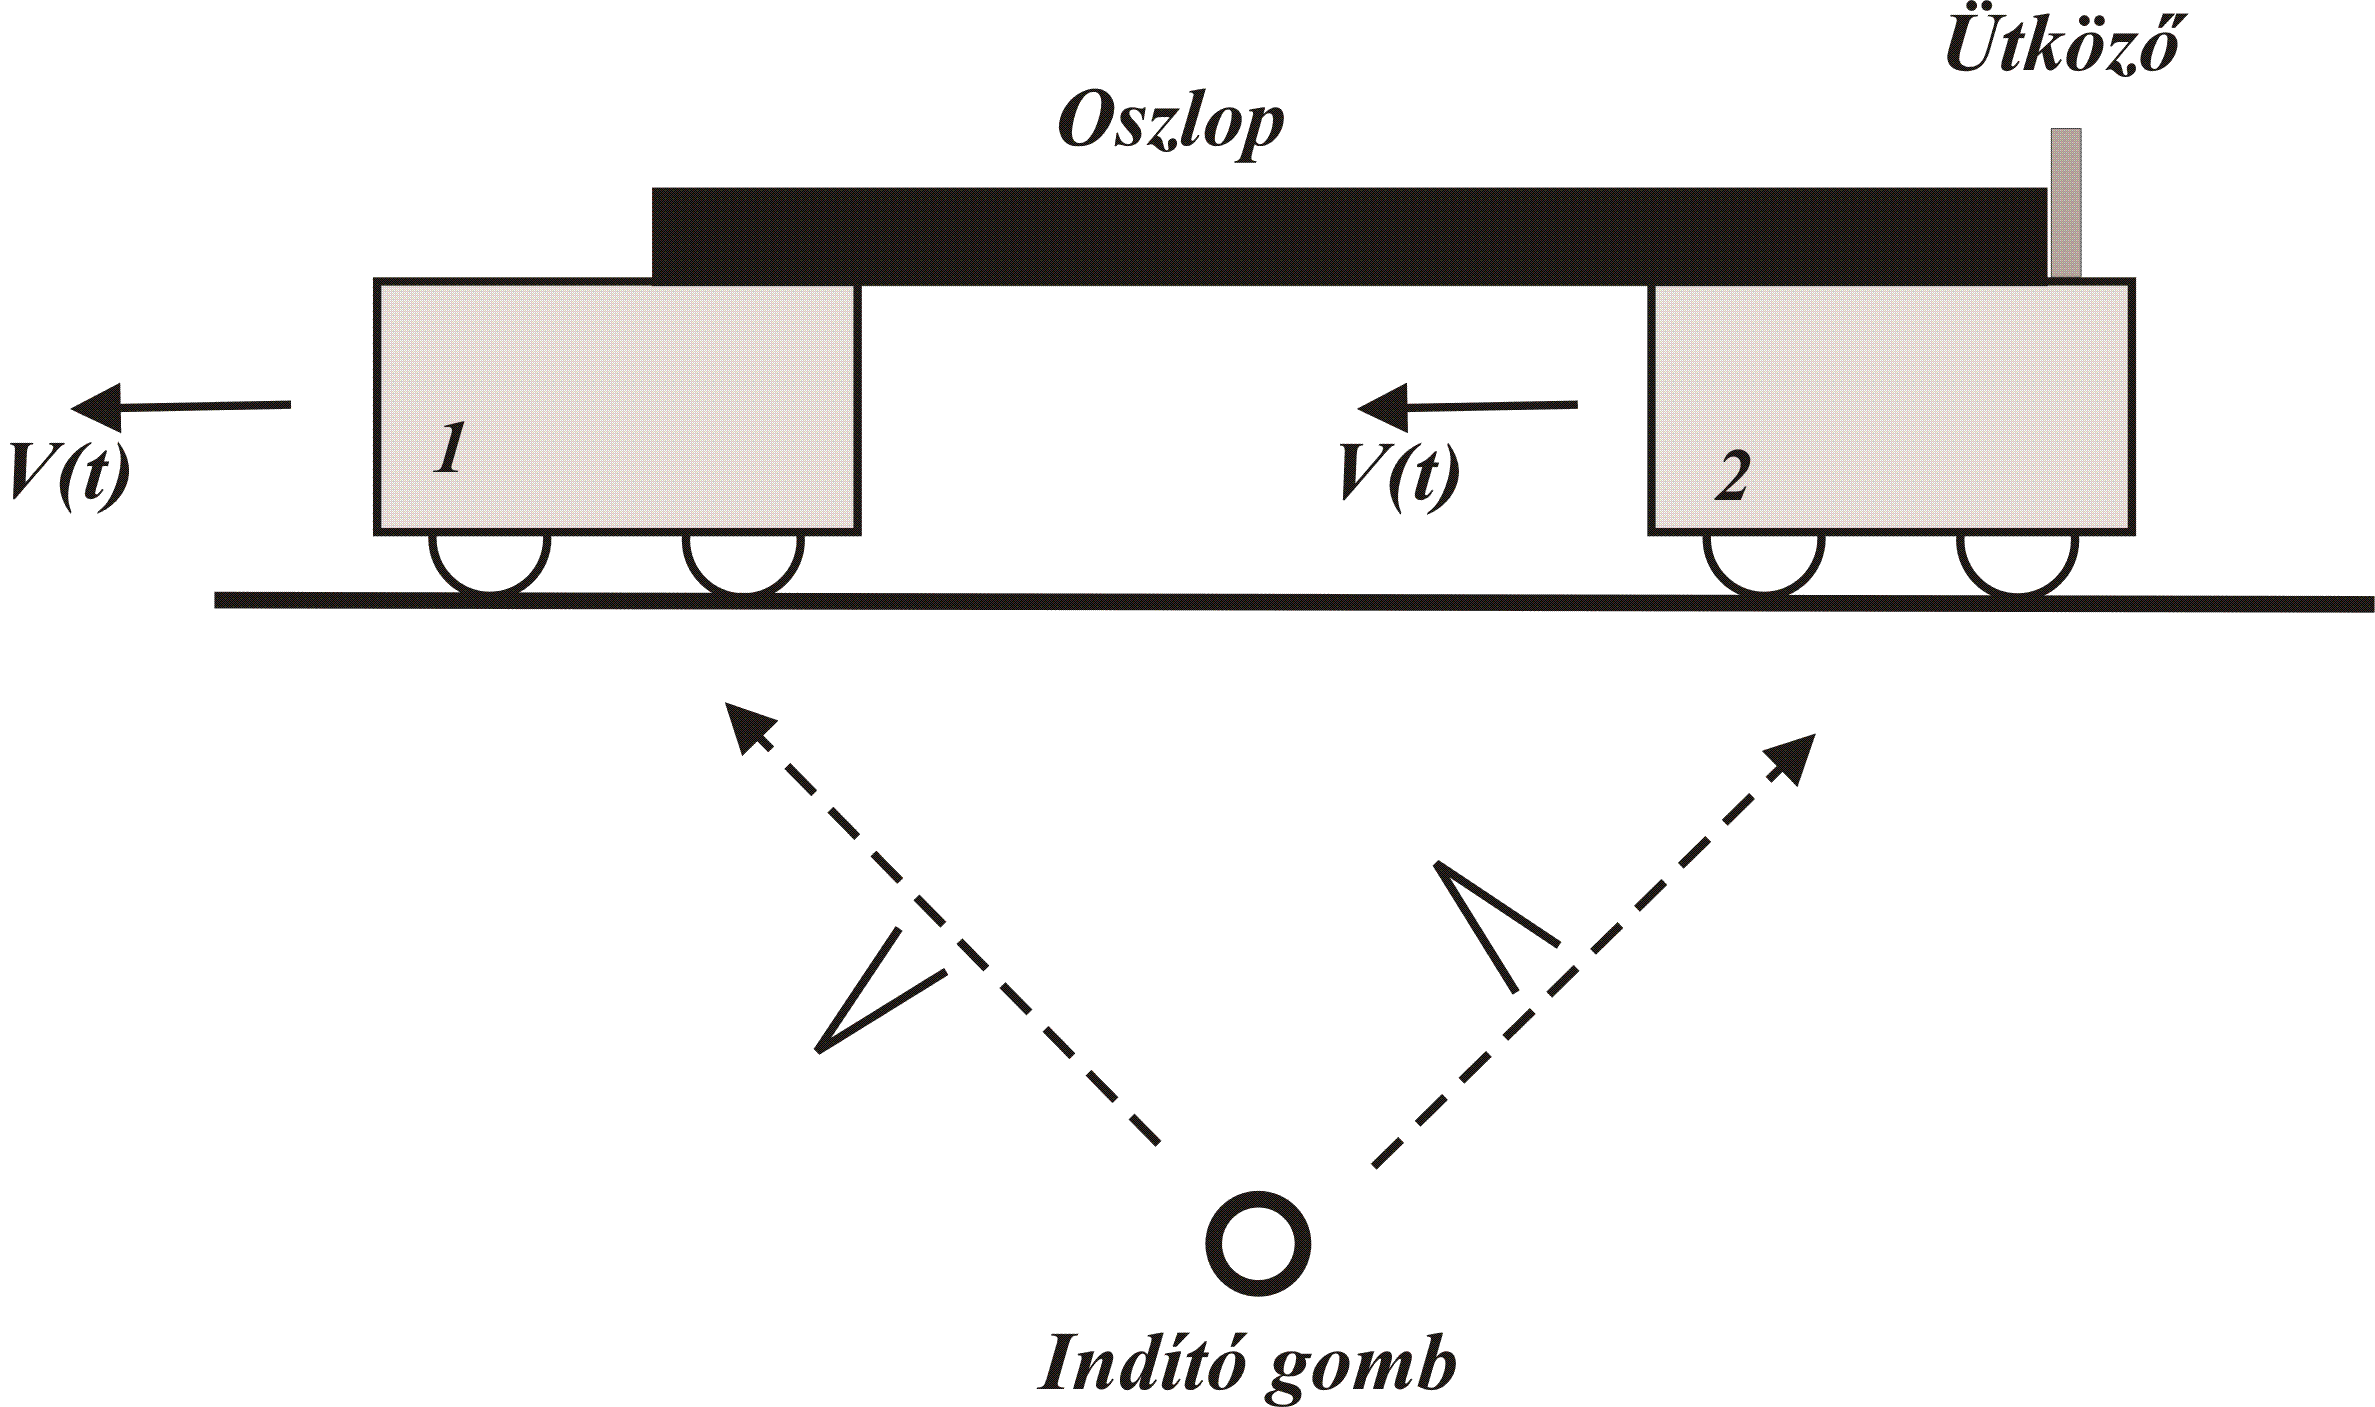 Ütköző
Oszlop
1
V(t)
V(t)
2
Indító gomb